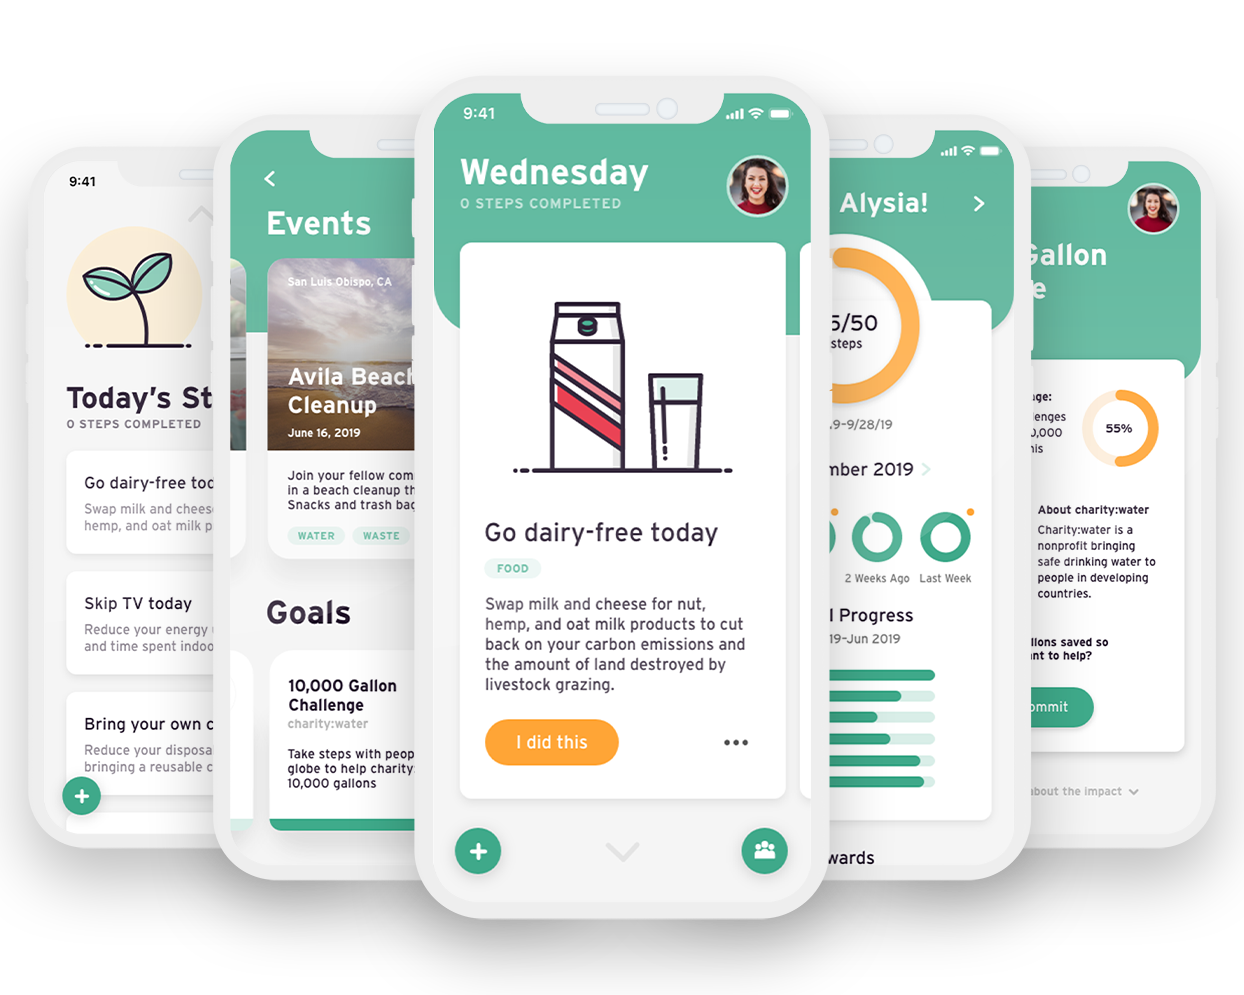 9:41
Today's St
0 STEPS COMPLETED
Go dairy-free tod
Swap milk and chees
hemp, and oat milk p
Skip TV today
Reduce your energy
and time spent indoo
Bring your own c
Reduce your disposa
bringing a reusable c
Events
San Luis Obispo, CA
Avila Beach
Cleanup
June 16, 2019
Join your fellow com
in a beach cleanup th
Snacks and trash bag
WATER WASTE
Goals
10,000 Gallon
Challenge
charity:water
Take steps with peop
globe to help charity:
10,000 gallons
9:41
Wednesday
0 STEPS COMPLETED
Go dairy-free today
FOOD
Swap milk and cheese for nut,
hemp, and oat milk products to cut
back on your carbon emissions and
the amount of land destroyed by
livestock grazing.
I did this
Alysia!
5/50
steps
9-9/28/19
mber 2019
2 Weeks Ago Last Week
l Progress
19-Jun 2019
wards
Gallon
e
age:
lenges
0,000
his
55%
About charity:water
Charity:water is a
nonprofit bringing
safe drinking water to
people in developing
countries.
llons saved so
nt to help?
ommit
about the impact